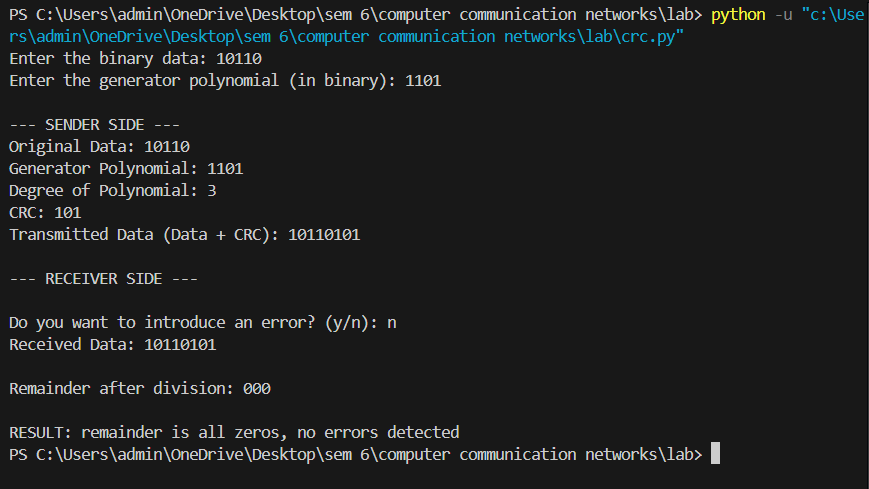 PS C:\Users\admin\OneDrive\Desktop\sem 6\computer communication networks\lab> python -u "c:\Use
rs\admin\OneDrive\Desktop\sem 6\computer communication networks\lab\crc.py"
Enter the binary data: 10110
Enter the generator polynomial (in binary): 1101
--- SENDER SIDE ---
Original Data: 10110
Generator Polynomial: 1101
Degree of Polynomial: 3
CRC: 101
Transmitted Data (Data + CRC): 10110101
--- RECEIVER SIDE ---
Do you want to introduce an error? (y/n): n
Received Data: 10110101
Remainder after division: 000
RESULT: remainder is all zeros, no errors detected
PS C:\Users\admin\OneDrive\Desktop\sem 6\computer communication networks\lab>